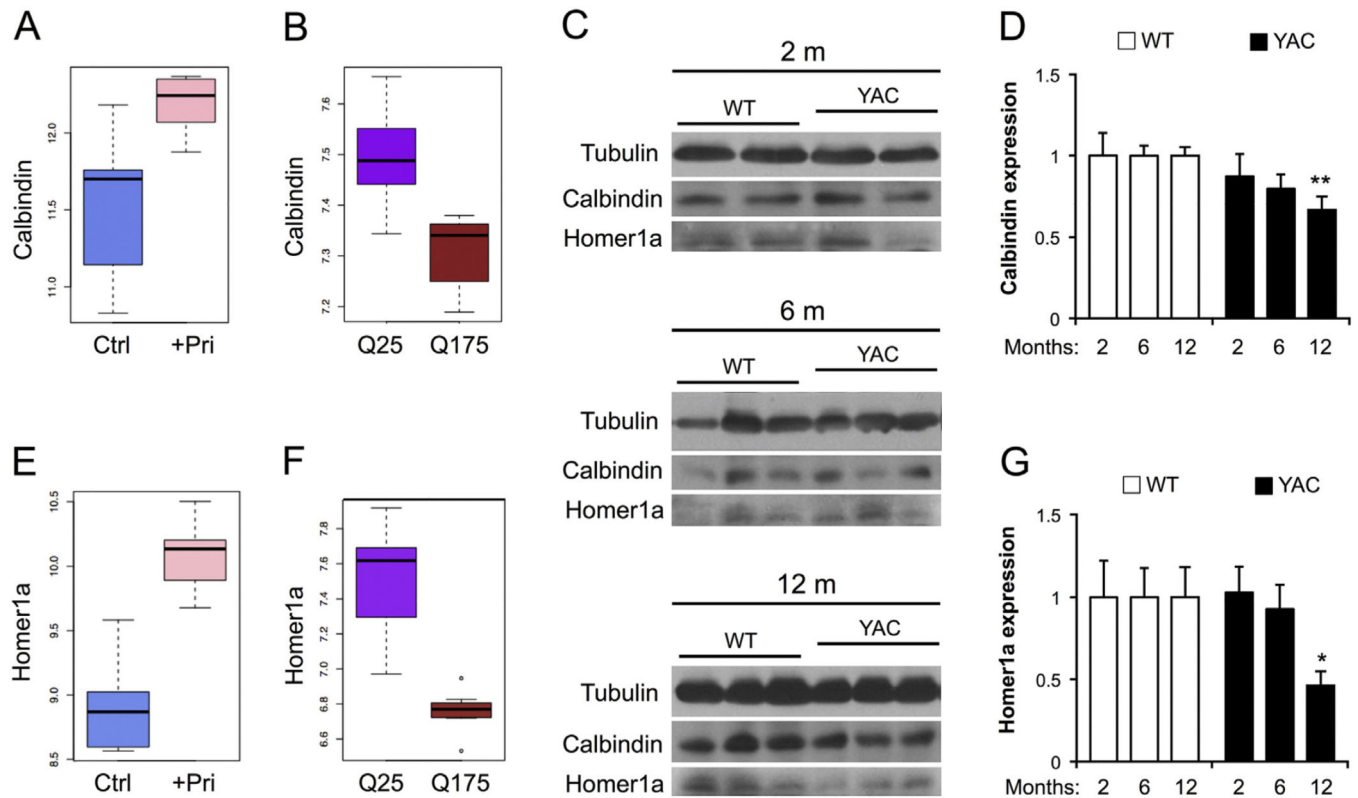 A
Calbindin
12.0
11.5
11.0
Ctrl +Pri
B
Calbindin
7.6
7.5
7.4
7.3
7.2
Q25 Q175
C
2 m
WT YAC
Tubulin
Calbindin
Homer1a
6 m
WT YAC
Tubulin
Calbindin
Homer1a
12 m
WT YAC
Tubulin
Calbindin
Homer1a
D
WT YAC
Calbindin expression
1.5
1
0.5
0
**
Months: 2 6 12 2 6 12
E
Homer1a
10.5
10.0
9.5
9.0
8.5
Ctrl +Pri
F
Homer1a
7.8
7.6
7.4
7.2
7.0
6.8
6.6
Q25 Q175
G
WT YAC
Homer1a expression
1.5
1
0.5
0
*
Months: 2 6 12 2 6 12